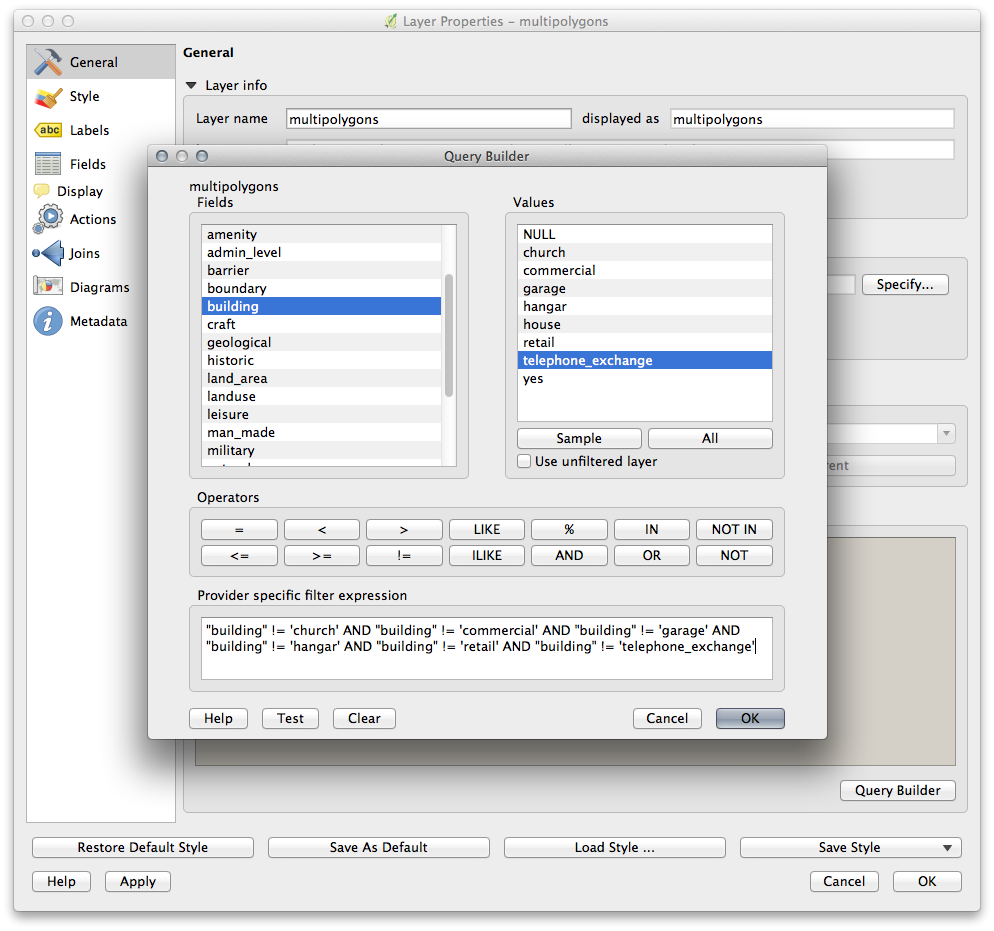 Layer Properties – multipolygons
General
Style
Labels
Fields
Display
Actions
Joins
Diagrams
Metadata
abc
General
Layer info
Layer name
multipolygons
displayed as
multipolygons
Specify...
Query Builder
multipolygons
Fields
amenity
admin_level
barrier
boundary
building
craft
geological
historic
land_area
landuse
leisure
man_made
military
Values
NULL
church
commercial
garage
hangar
house
retail
telephone_exchange
yes
Sample
All
Use unfiltered layer
Operators
= < > LIKE % IN NOT IN
<= >= != ILIKE AND OR NOT
Provider specific filter expression
"building" != 'church' AND "building" != 'commercial' AND "building" != 'garage' AND
"building" != 'hangar' AND "building" != 'retail' AND "building" != 'telephone_exchange'
Help
Test
Clear
Cancel
OK
Query Builder
Restore Default Style
Save As Default
Load Style ...
Save Style
Help
Apply
Cancel
OK